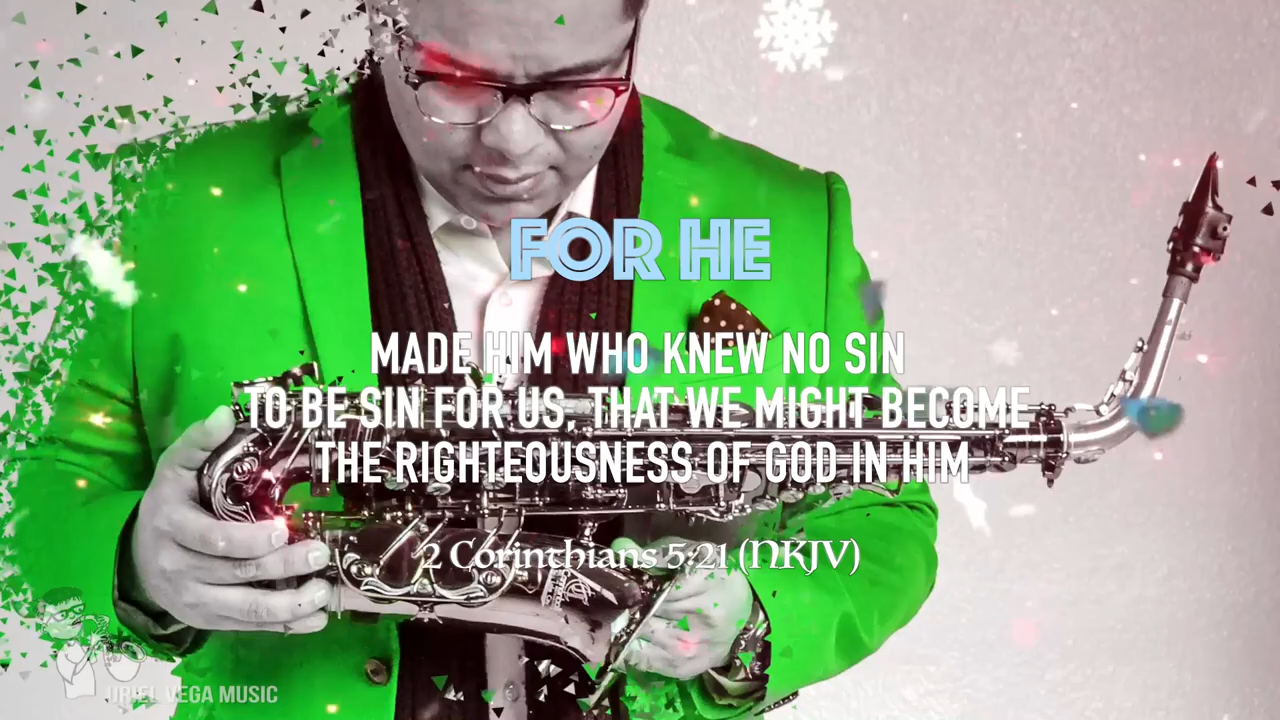 FOR HE
MADE HIM WHO KNEW NO SIN
TO BE SIN FOR US, THAT WE MIGHT BECOME
THE RIGHTEOUSNESS OF GOD IN HIM
2 Corinthians 5:21 (NKJV)
URIEL VEGA MUSIC